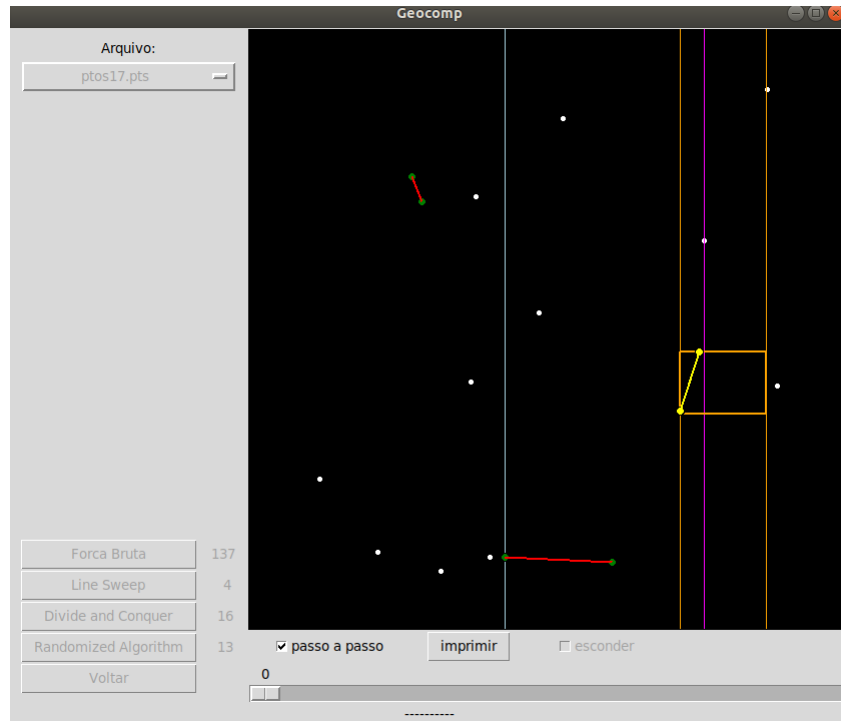 Geocomp
Arquivo:
ptos17.pts
Forca Bruta 137
Line Sweep 4
Divide and Conquer 16
Randomized Algorithm 13
Voltar
passo a passo imprimir esconder
0
----------